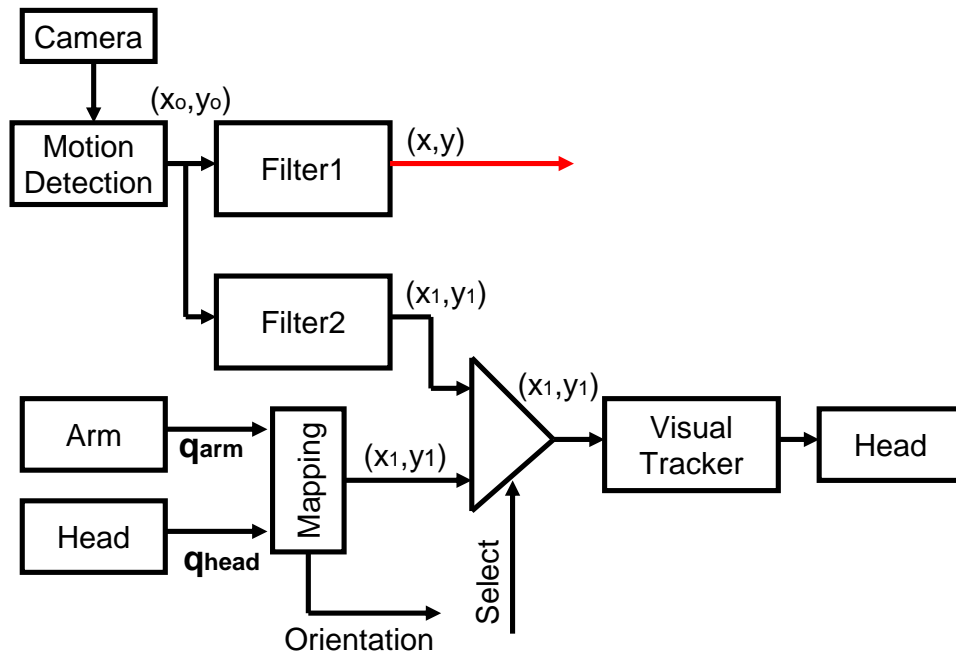 Camera
(xo,yo)
Motion
Detection
Filter1
(x,y)
Filter2
(x1,y1)
Arm
qarm
Head
qhead
Mapping
(x1,y1)
Orientation
Select
(x1,y1)
Visual
Tracker
Head